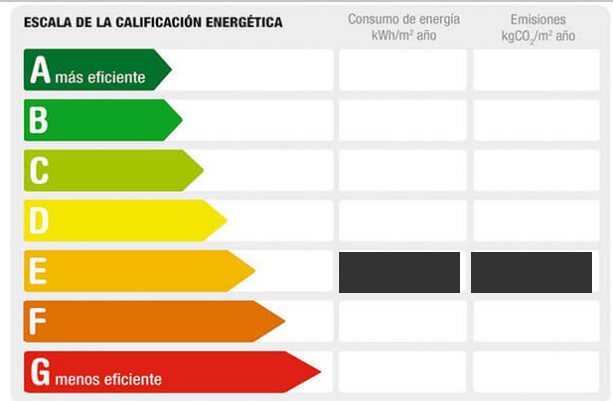 ESCALA DE LA CALIFICACIÓN ENERGÉTICA
Consumo de energía
kWh/m² año
Emisiones
kgCO₂/m² año
A más eficiente
B
C
D
E
F
G menos eficiente